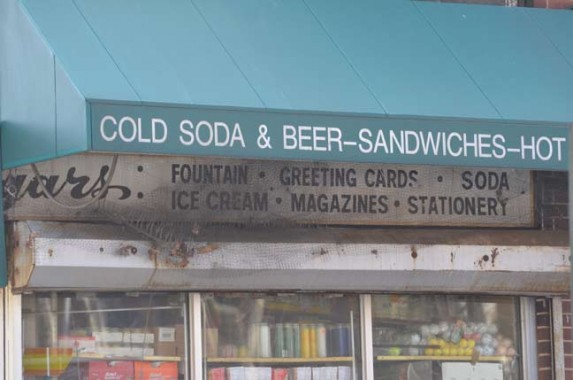 COLD SODA & BEER-SANDWICHES-HOT
FOUNTAIN • GREETING CARDS • SODA
ICE CREAM • MAGAZINES • STATIONERY